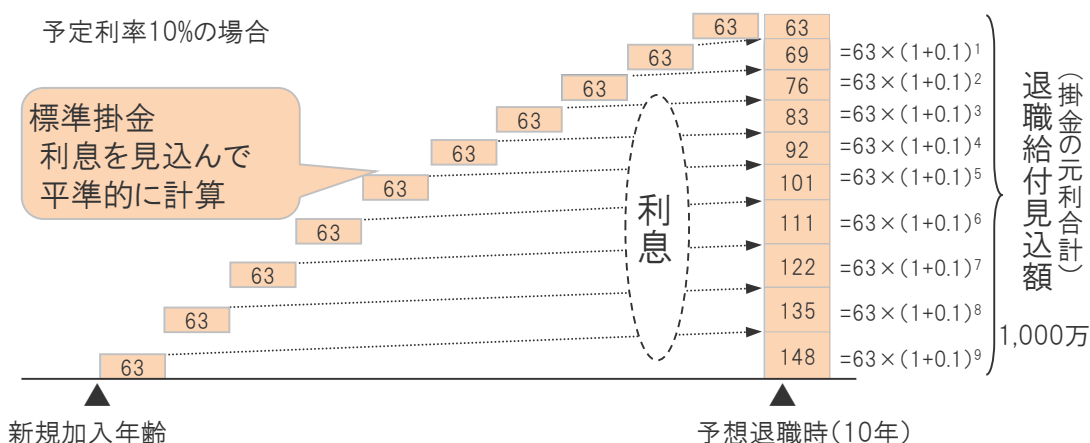 予定利率10%の場合
標準掛金
利息を見込んで
平準的に計算
63
63
63
63
63
63
63
63
63
63
利息
63
69 =63×(1+0.1)¹
76 =63×(1+0.1)²
83 =63×(1+0.1)³
92 =63×(1+0.1)⁴
101 =63×(1+0.1)⁵
111 =63×(1+0.1)⁶
122 =63×(1+0.1)⁷
135 =63×(1+0.1)⁸
148 =63×(1+0.1)⁹
退職給付見込額
(掛金の元利合計)
1,000万
新規加入年齢
予想退職時(10年)